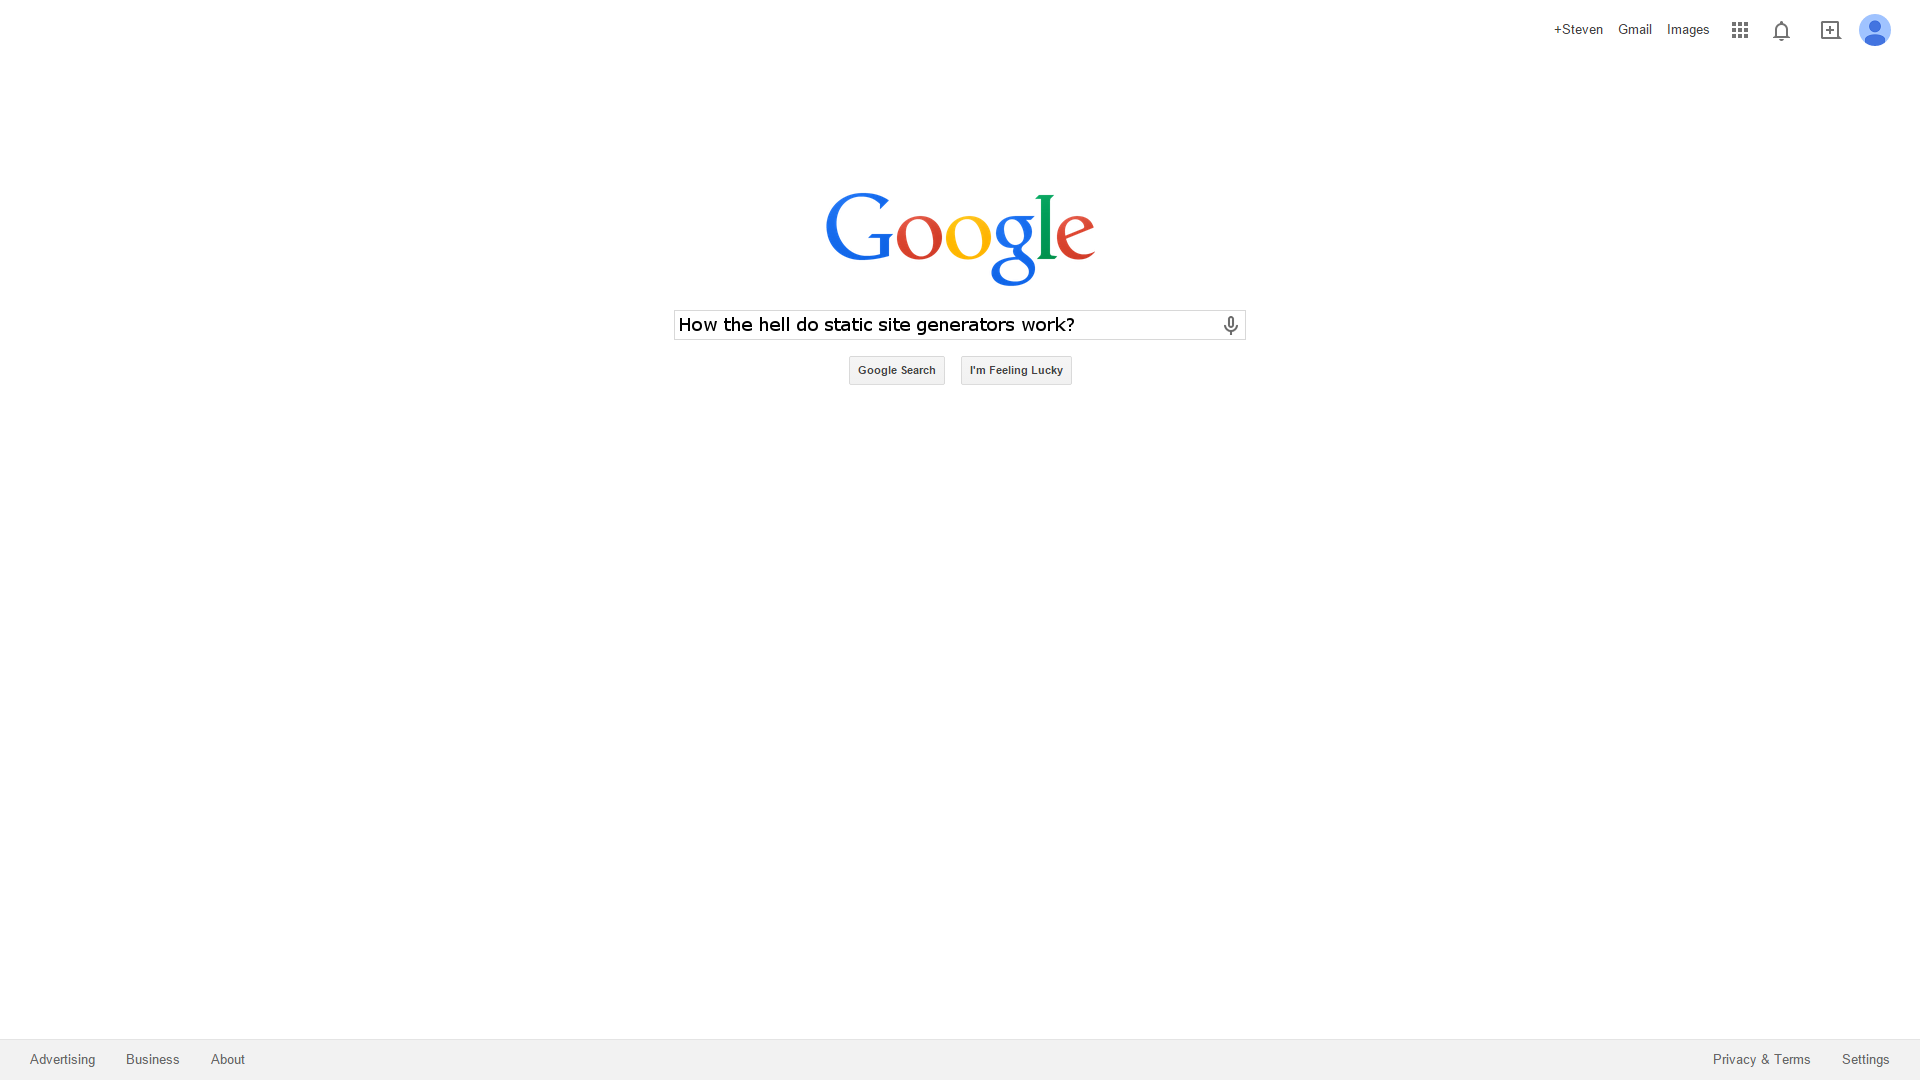 +Steven Gmail Images
Google
How the hell do static site generators work?
Google Search I'm Feeling Lucky
Advertising Business About Privacy & Terms Settings